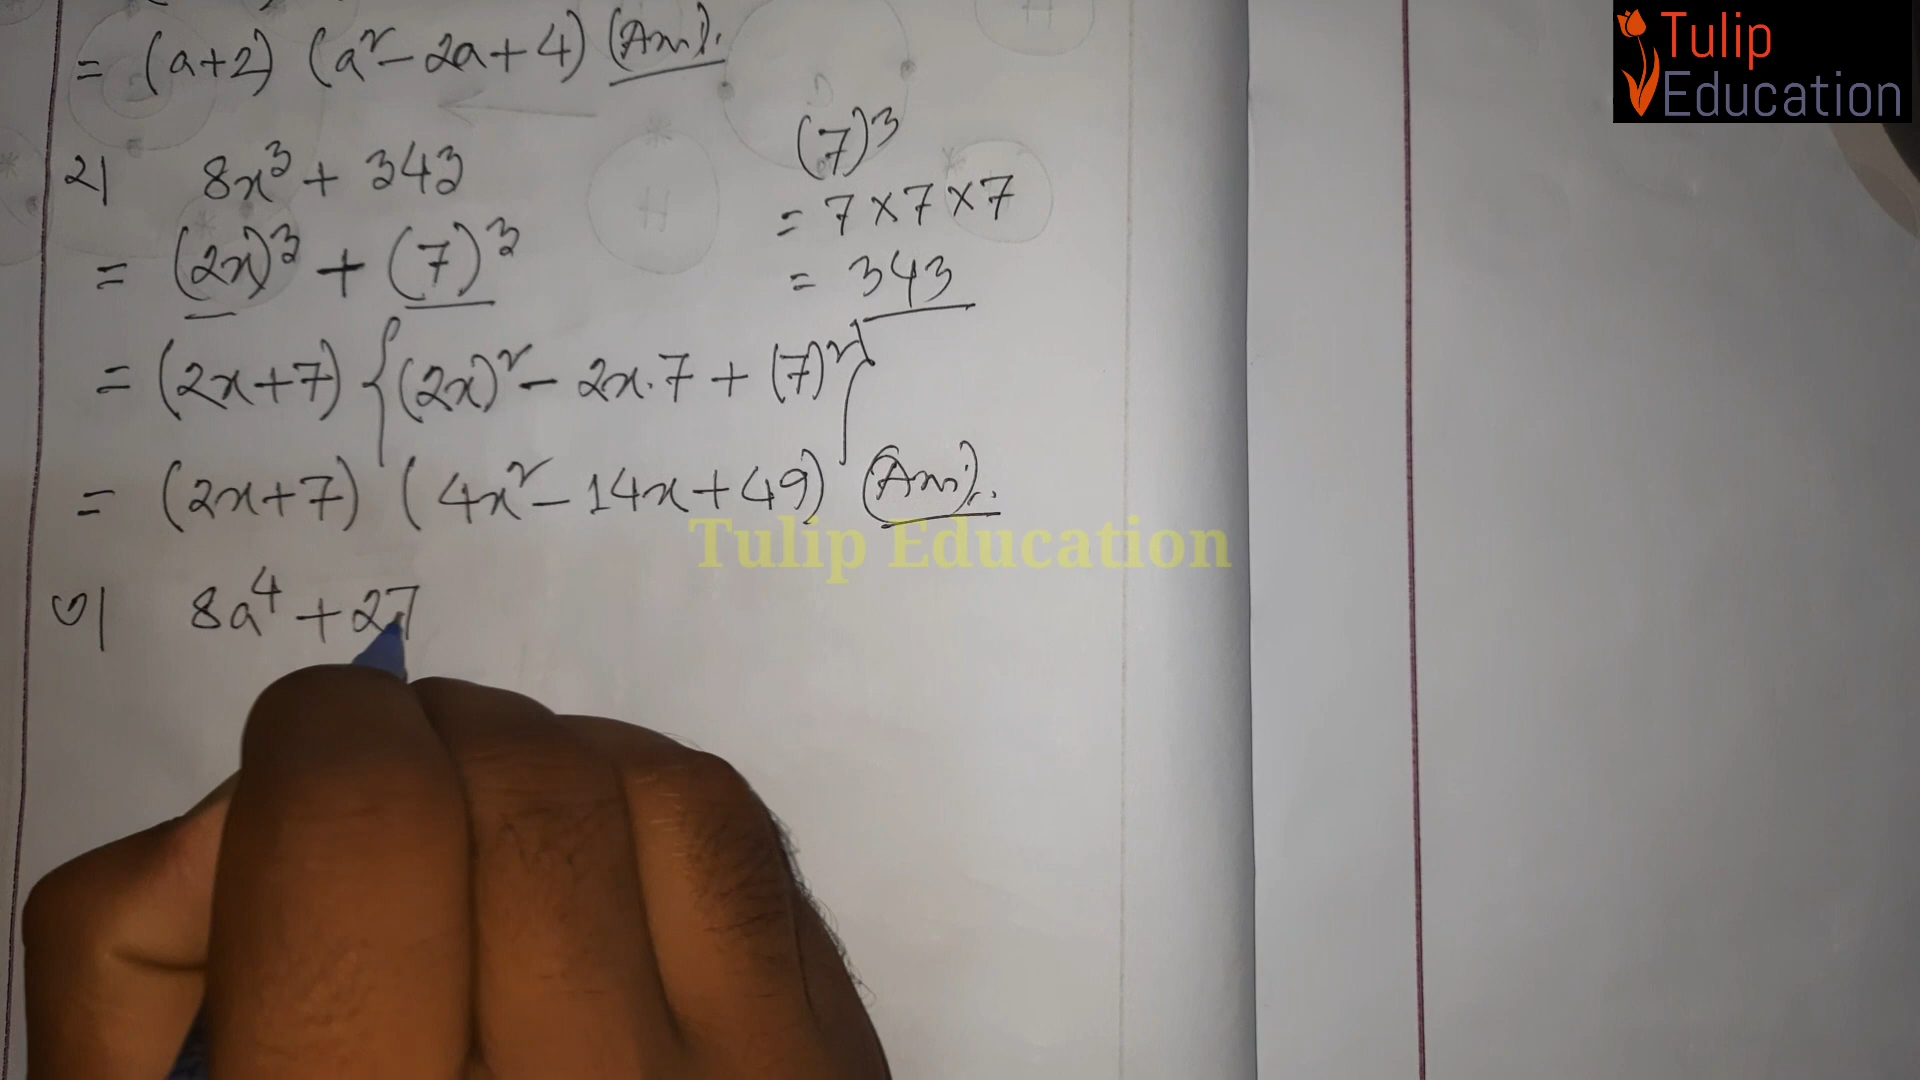 = (a+2) (a² - 2a + 4) (Ans).
২| 8x³ + 343
= (2x)³ + (7)³
= (2x+7) {(2x)² - 2x.7 + (7)²}
= (2x+7) (4x² - 14x + 49) (Ans).
৩| 8a⁴ + 27
(7)³
= 7×7×7
= 343
Tulip
Education
Tulip Education